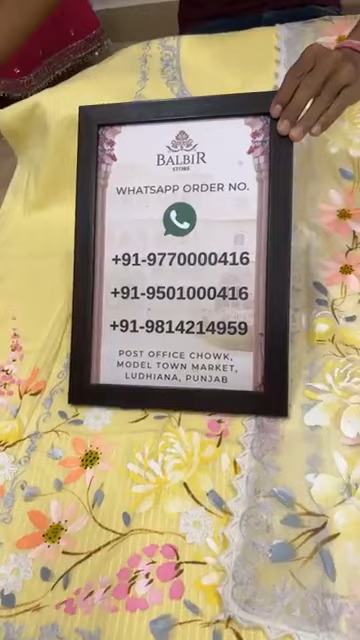 BALBIR
STORE
WHATSAPP ORDER NO.
+91-9770000416
+91-9501000416
+91-9814214959
POST OFFICE CHOWK,
MODEL TOWN MARKET,
LUDHIANA, PUNJAB